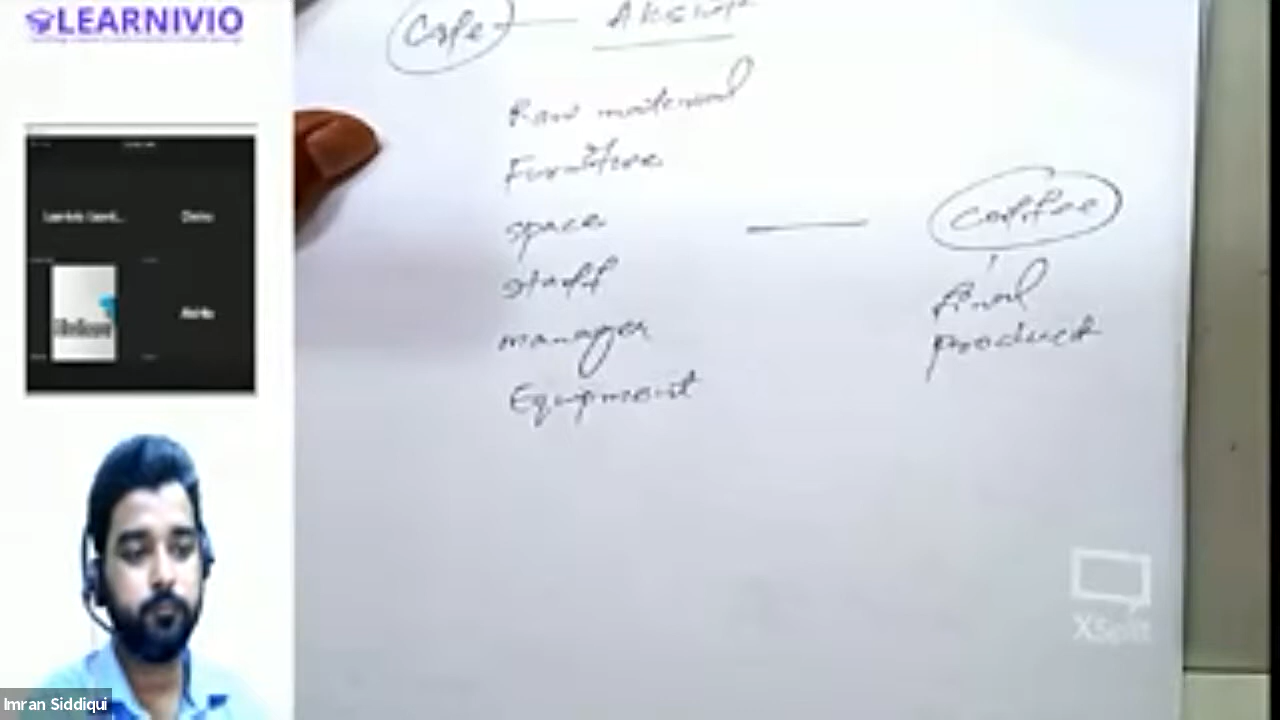 LEARNIVIO
Cafe
Raw material
Furniture
space
staff
manager
Equipment
coffee
final
product
XSplit
Imran Siddiqui